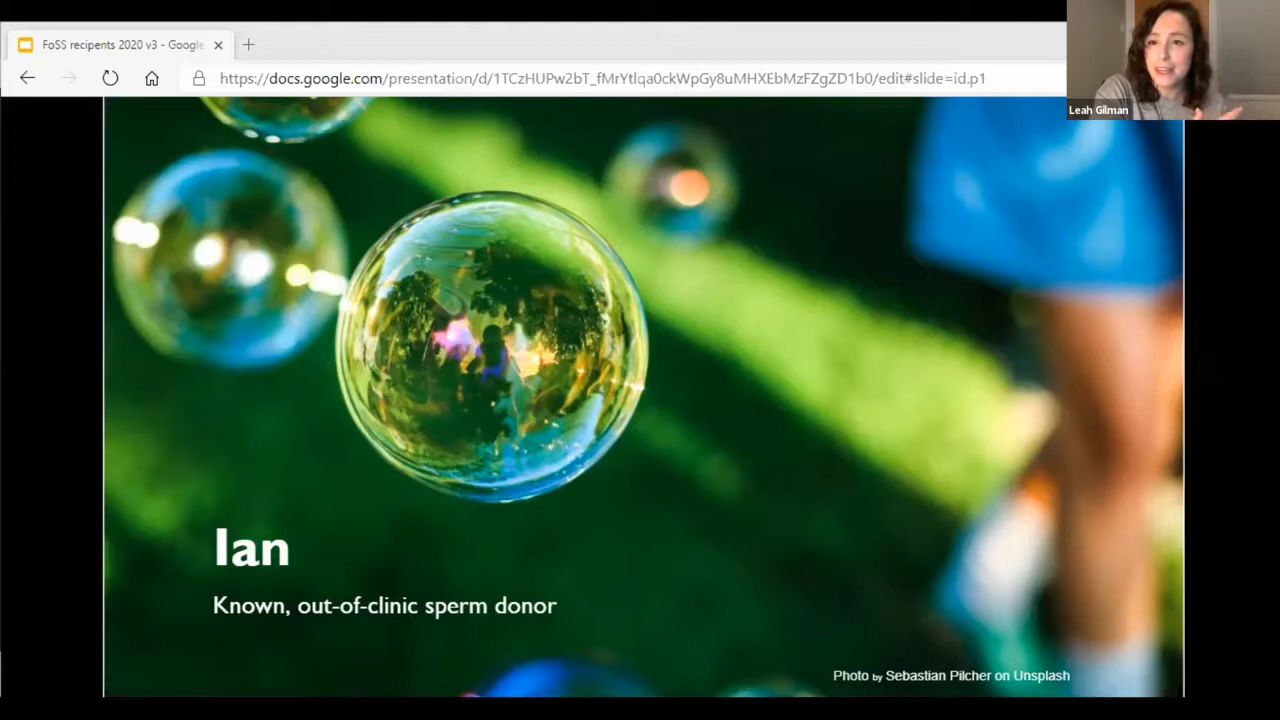 FoSS recipents 2020 v3 - Google
https://docs.google.com/presentation/d/1TCzHUPw2bT_fMrYtlqa0ckWpGy8uMHXEbMzFZgZD1b0/edit#slide=id.p1
Leah Gilman
Ian
Known, out-of-clinic sperm donor
Photo by Sebastian Pilcher on Unsplash